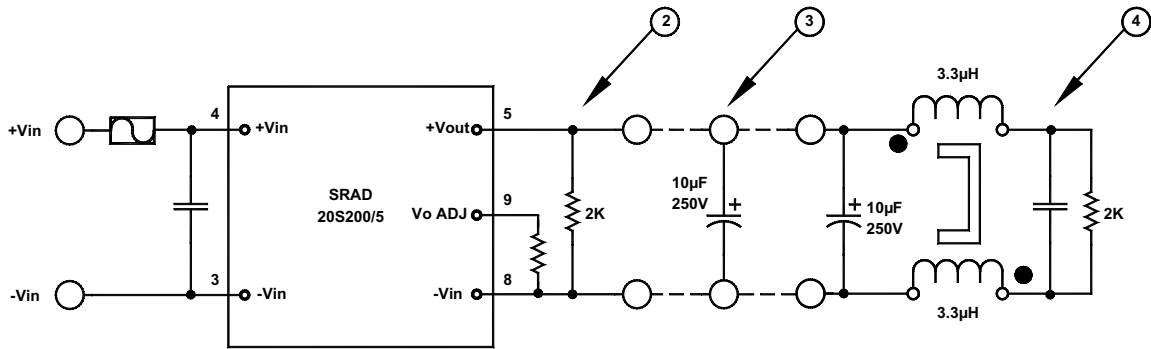 2
3
4
3.3µH
4
5
+Vin
+Vin
+Vout
SRAD
20S200/5
9
Vo ADJ
2K
10µF
250V
+
10µF
250V
+
2K
3
8
-Vin
-Vin
-Vin
3.3µH